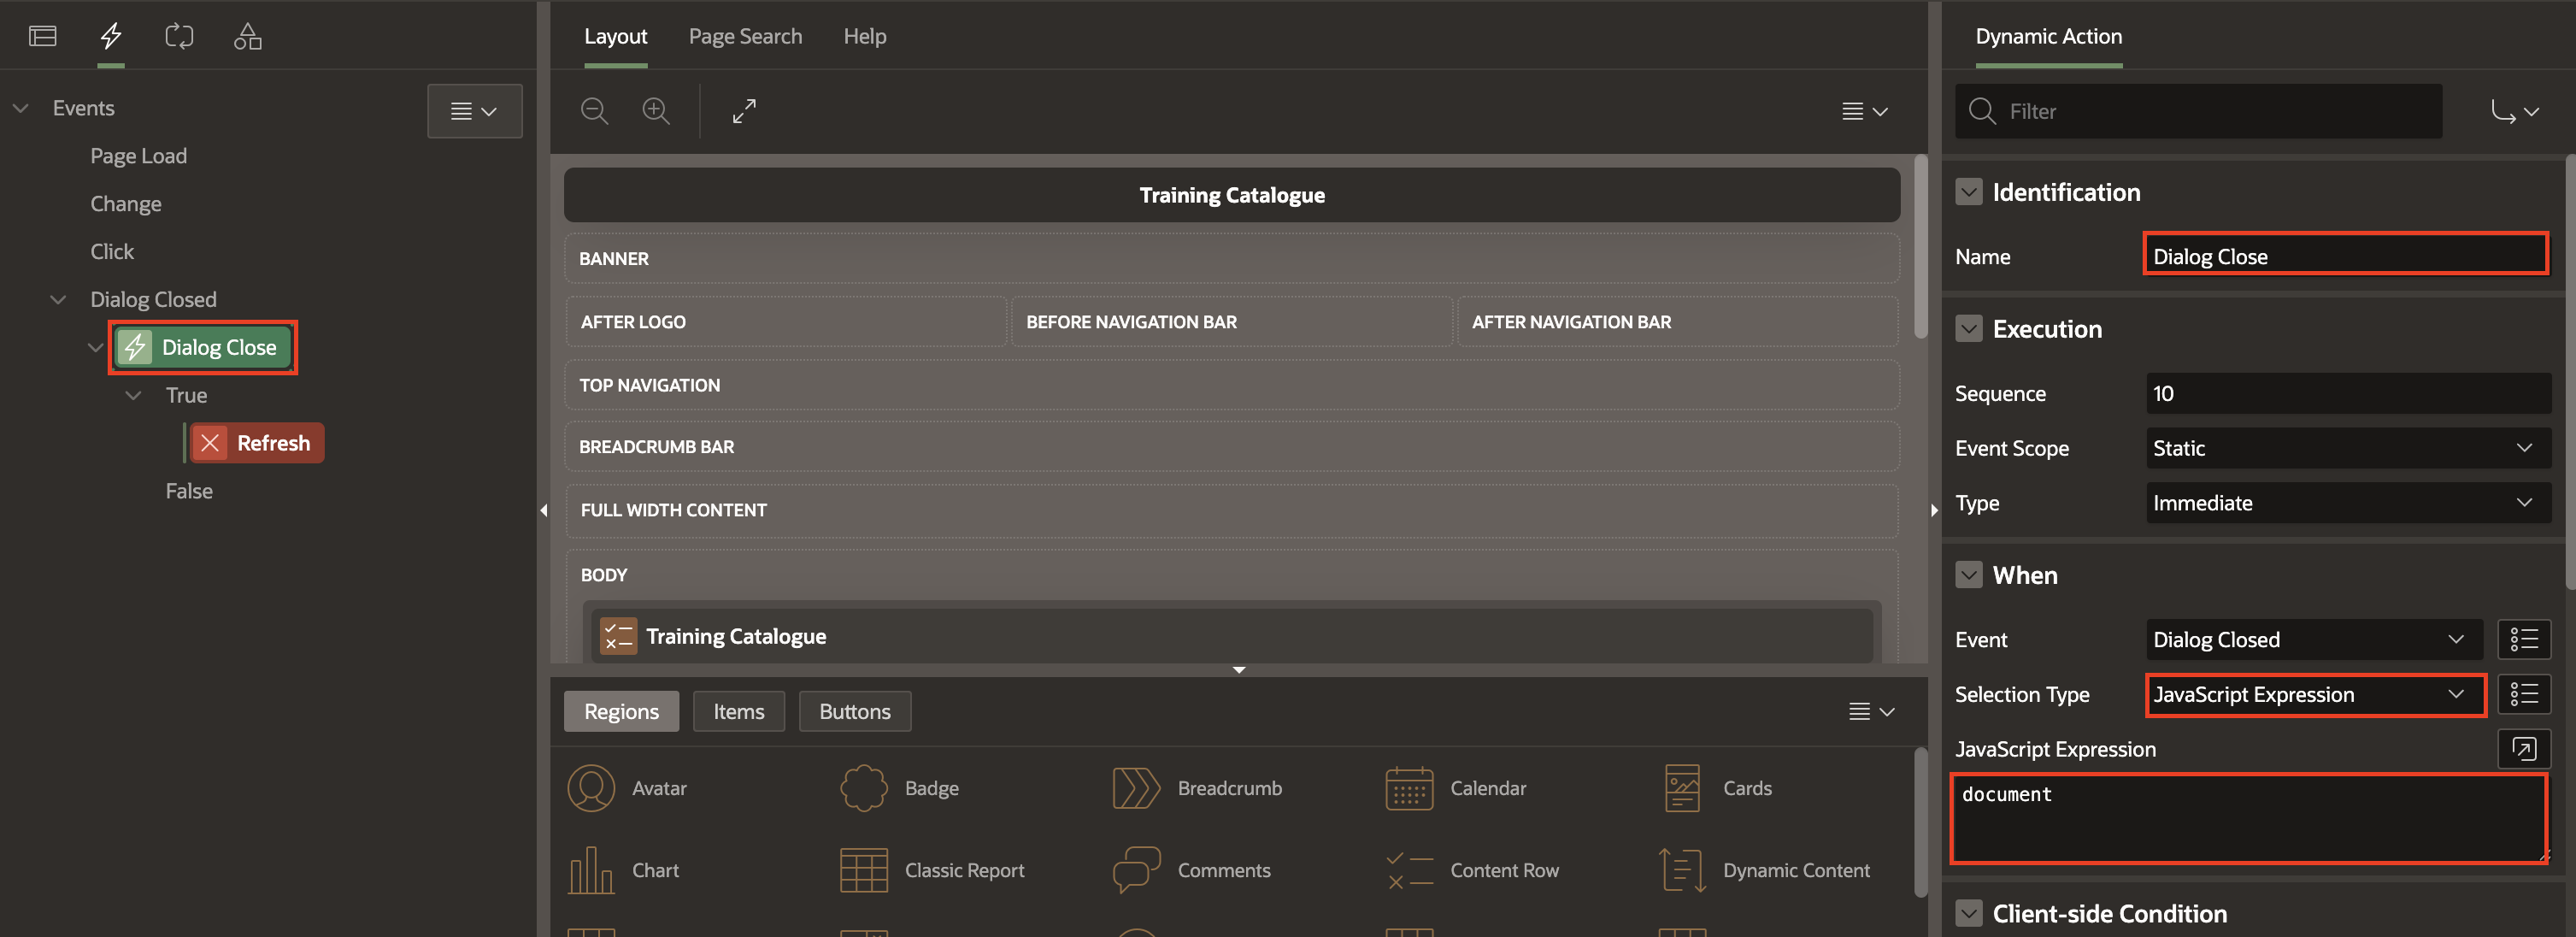 Events
Page Load
Change
Click
Dialog Closed
Dialog Close
True
Refresh
False
Layout Page Search Help
Training Catalogue
BANNER
AFTER LOGO BEFORE NAVIGATION BAR AFTER NAVIGATION BAR
TOP NAVIGATION
BREADCRUMB BAR
FULL WIDTH CONTENT
BODY
Training Catalogue
Regions Items Buttons
Avatar Badge Breadcrumb Calendar Cards
Chart Classic Report Comments Content Row Dynamic Content
Dynamic Action
Filter
Identification
Name Dialog Close
Execution
Sequence 10
Event Scope Static
Type Immediate
When
Event Dialog Closed
Selection Type JavaScript Expression
JavaScript Expression
document
Client-side Condition